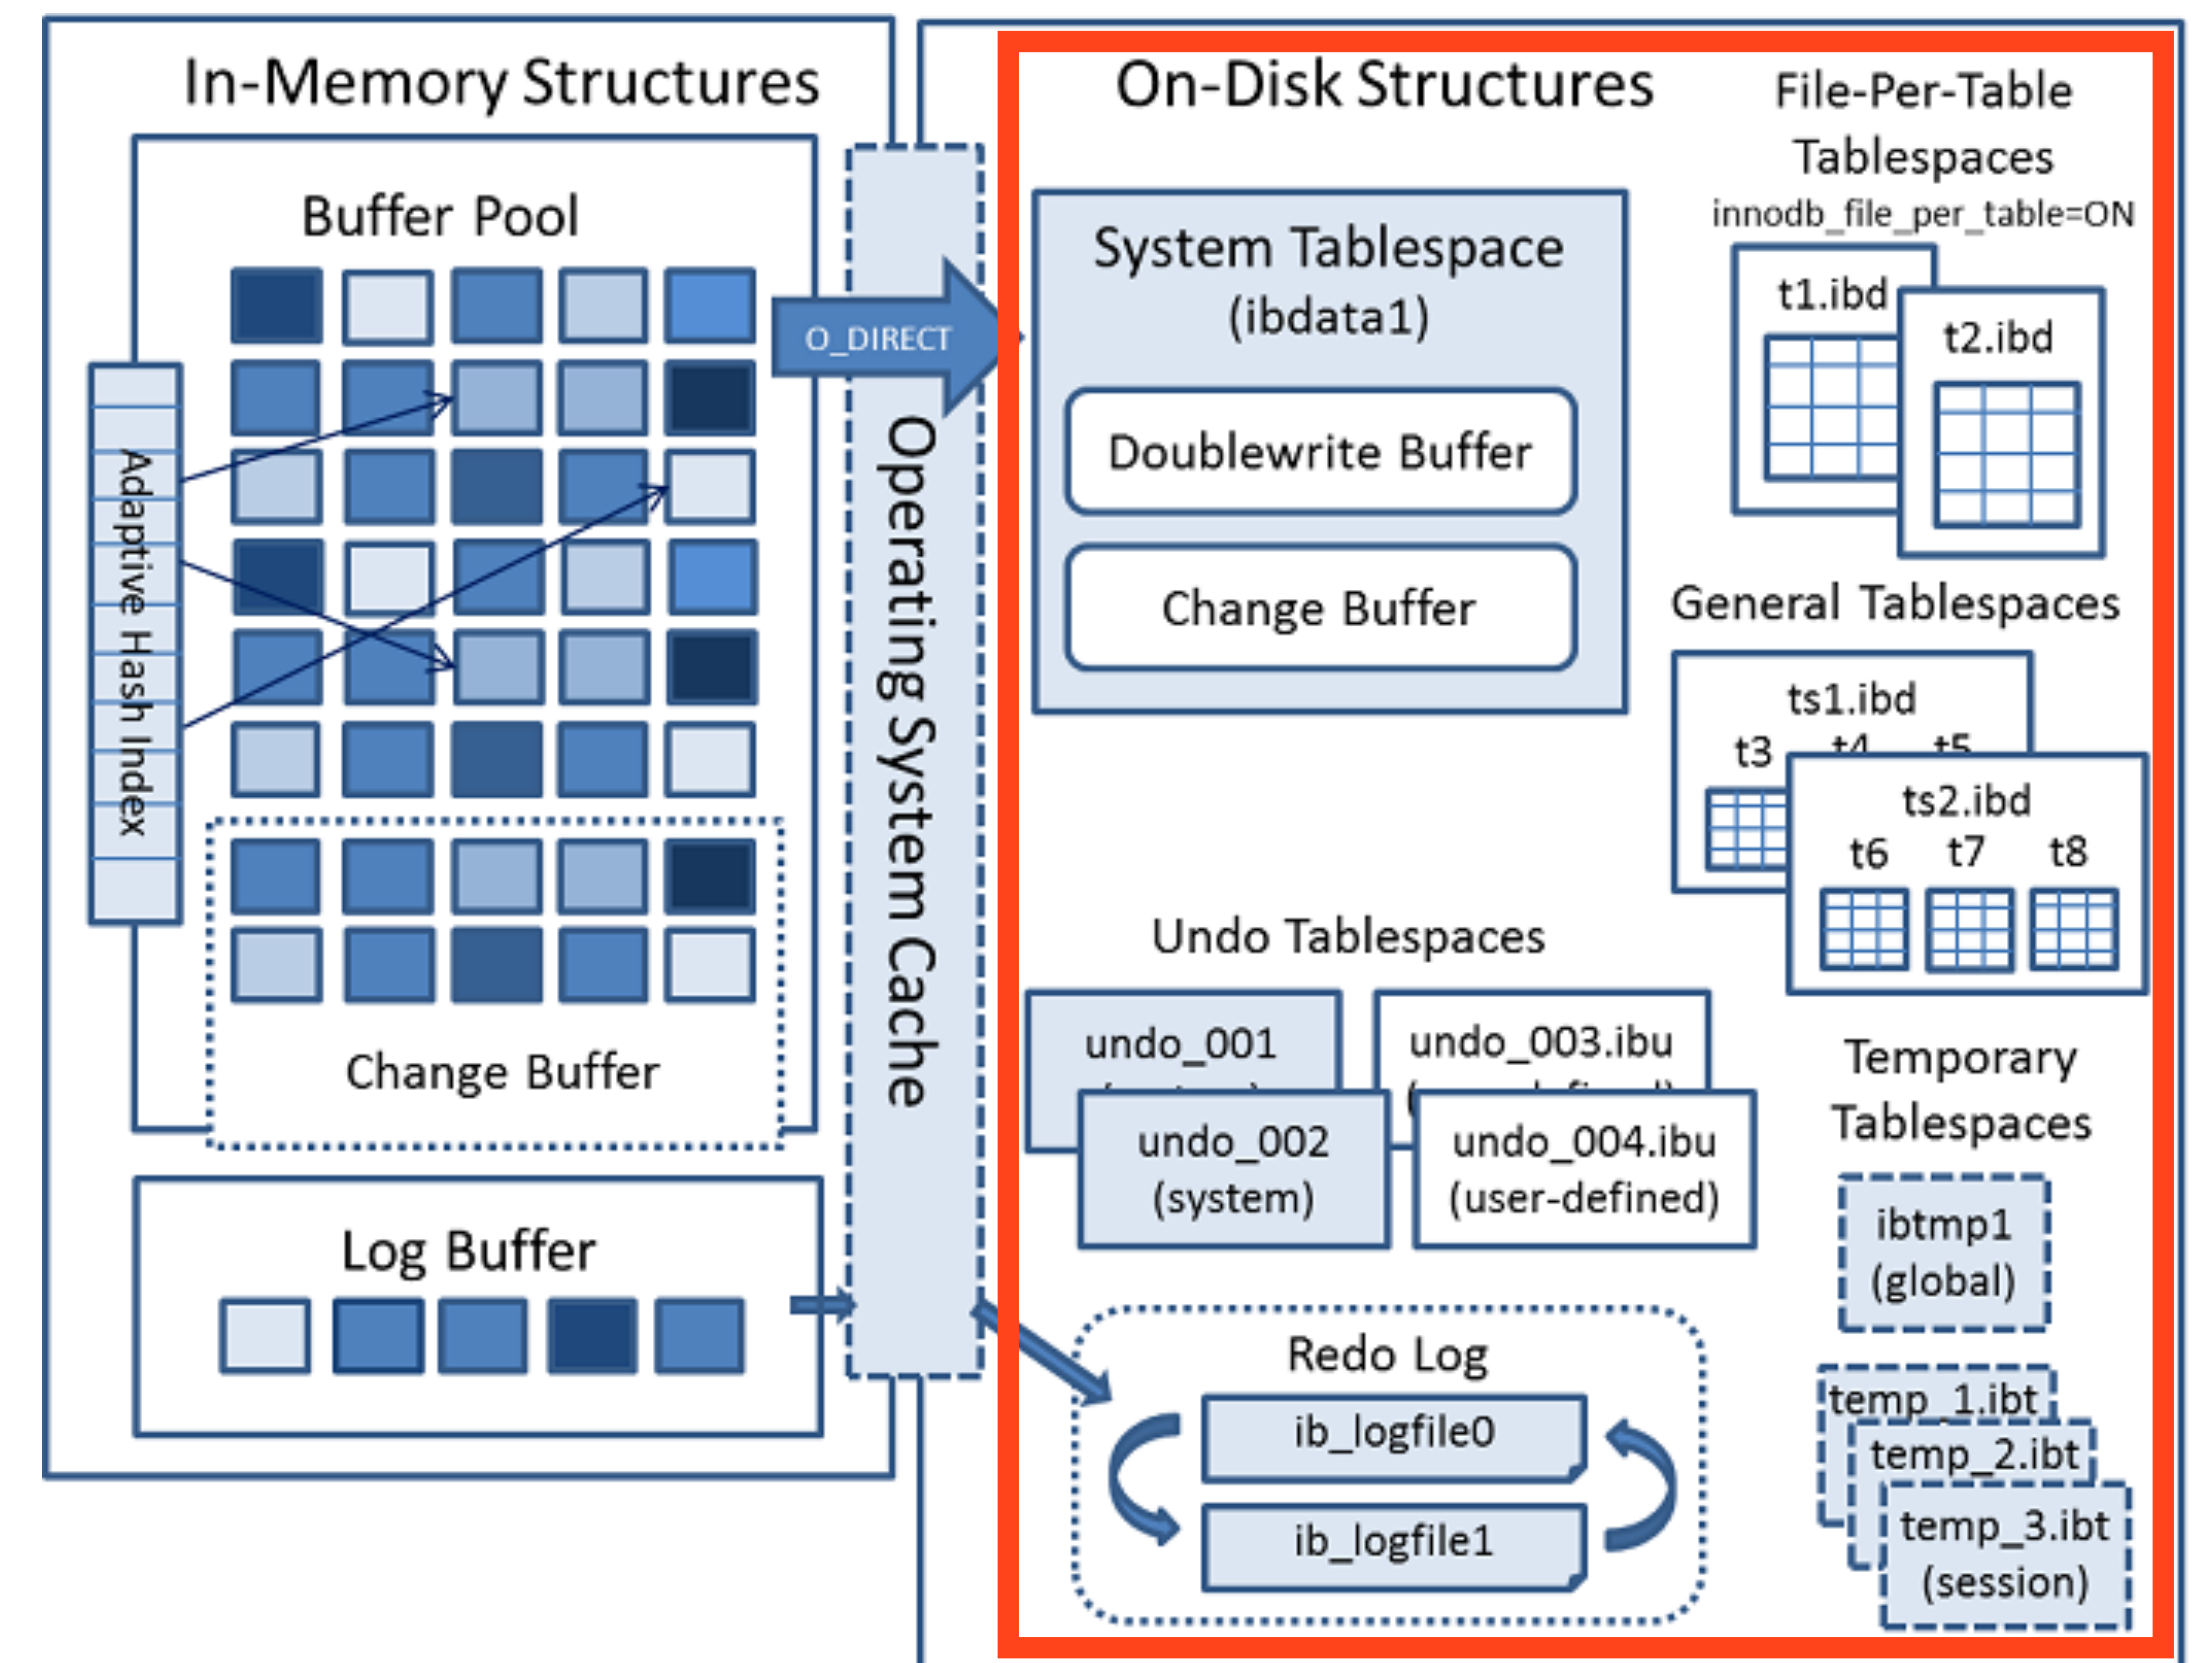 In-Memory Structures
Buffer Pool
Adaptive Hash Index
Change Buffer
Log Buffer
Operating System Cache
O_DIRECT
On-Disk Structures
System Tablespace
(ibdata1)
Doublewrite Buffer
Change Buffer
File-Per-Table
Tablespaces
innodb_file_per_table=ON
t1.ibd
t2.ibd
General Tablespaces
ts1.ibd
t3 t4 t5
ts2.ibd
t6 t7 t8
Undo Tablespaces
undo_001
undo_002
(system)
undo_003.ibu
undo_004.ibu
(user-defined)
Temporary
Tablespaces
ibtmp1
(global)
temp_1.ibt
temp_2.ibt
temp_3.ibt
(session)
Redo Log
ib_logfile0
ib_logfile1